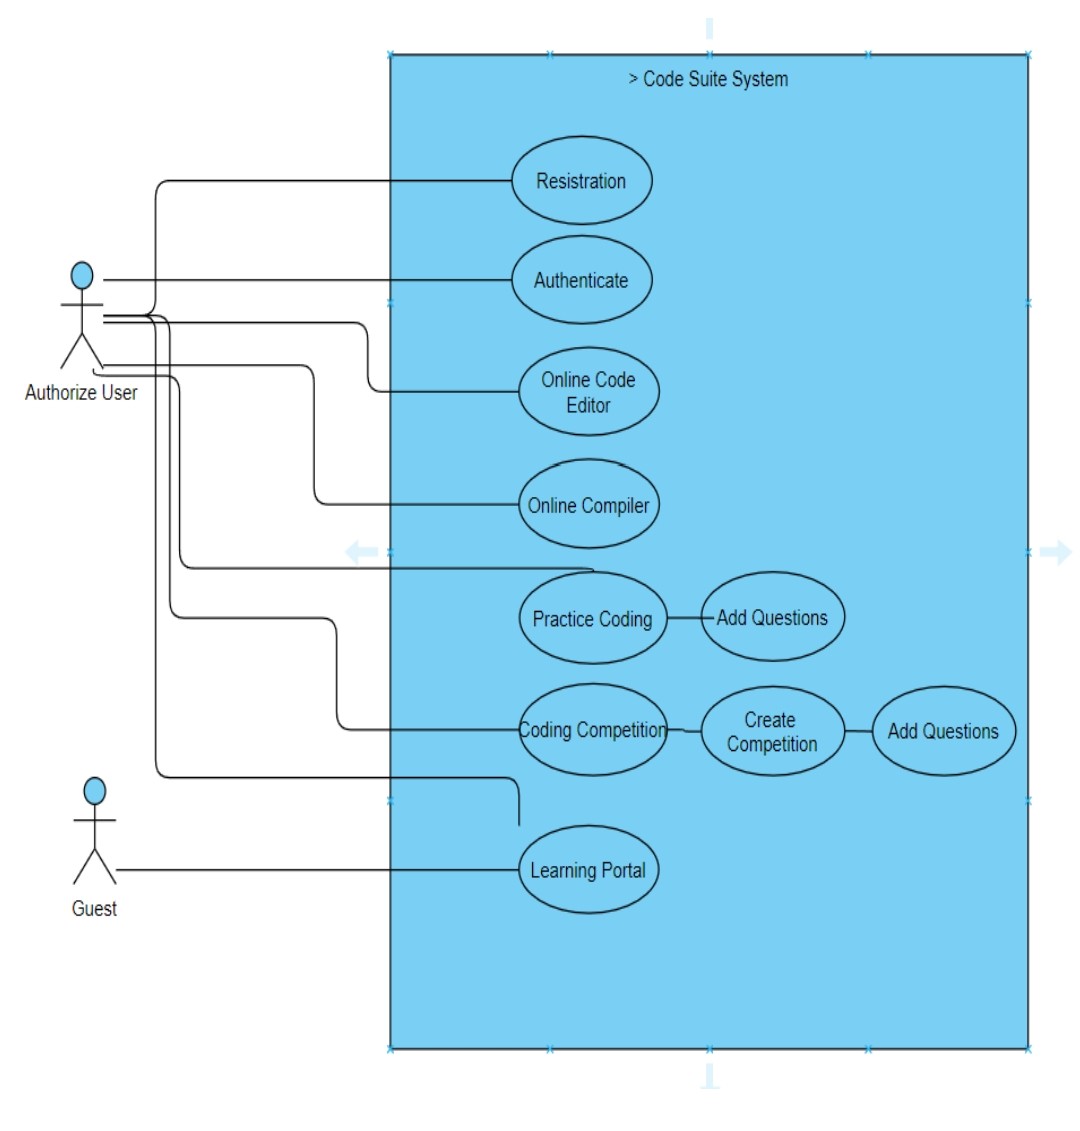 > Code Suite System
Resistration
Authenticate
Authorize User
Online Code
Editor
Online Compiler
Practice Coding
Add Questions
Coding Competition
Create
Competition
Add Questions
Learning Portal
Guest